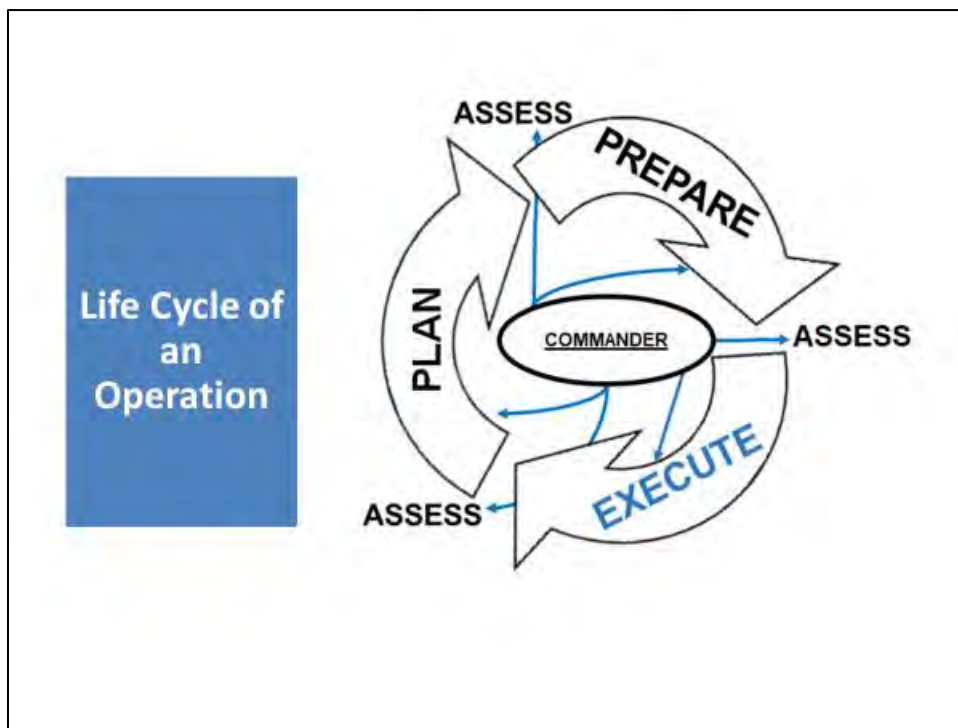 Life Cycle of
an
Operation
ASSESS
PREPARE
PLAN
COMMANDER
ASSESS
EXECUTE
ASSESS